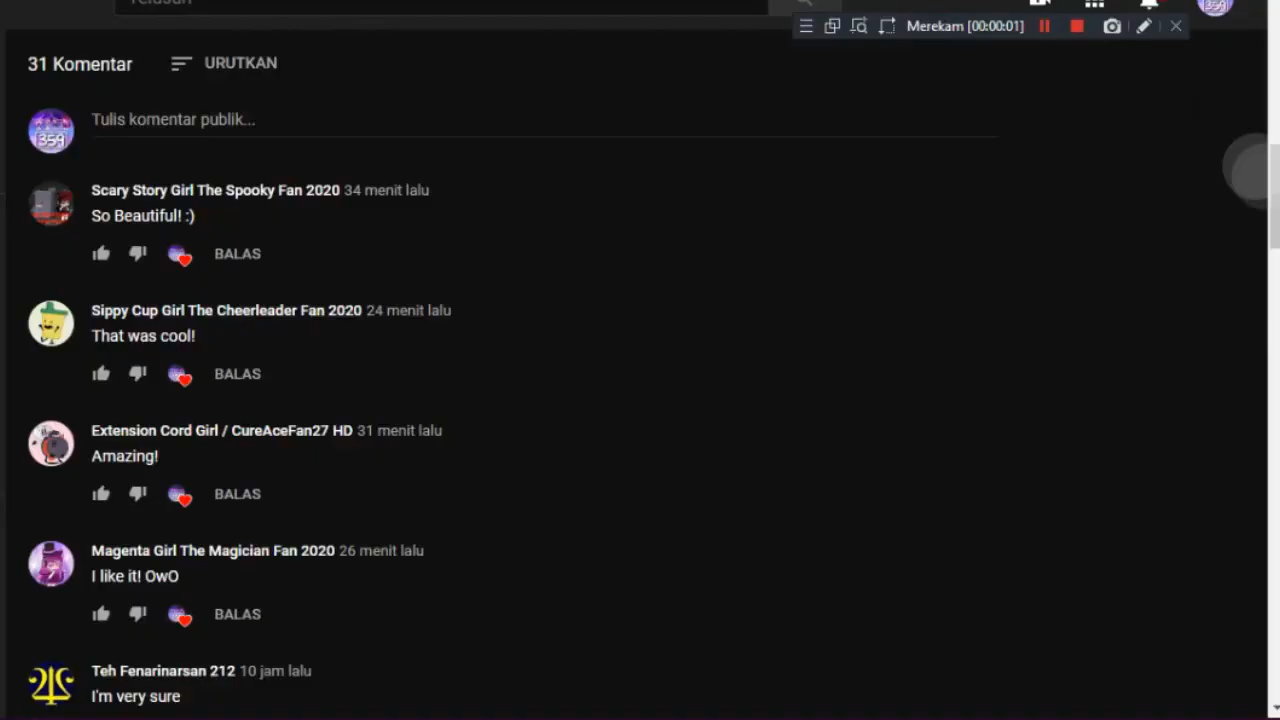 Telusuri
Merekam [00:00:01]
31 Komentar
URUTKAN
359
Tulis komentar publik...
Scary Story Girl The Spooky Fan 2020 34 menit lalu
So Beautiful! :)
BALAS
Sippy Cup Girl The Cheerleader Fan 2020 24 menit lalu
That was cool!
BALAS
Extension Cord Girl / CureAceFan27 HD 31 menit lalu
Amazing!
BALAS
Magenta Girl The Magician Fan 2020 26 menit lalu
I like it! OwO
BALAS
Teh Fenarinarsan 212 10 jam lalu
I'm very sure